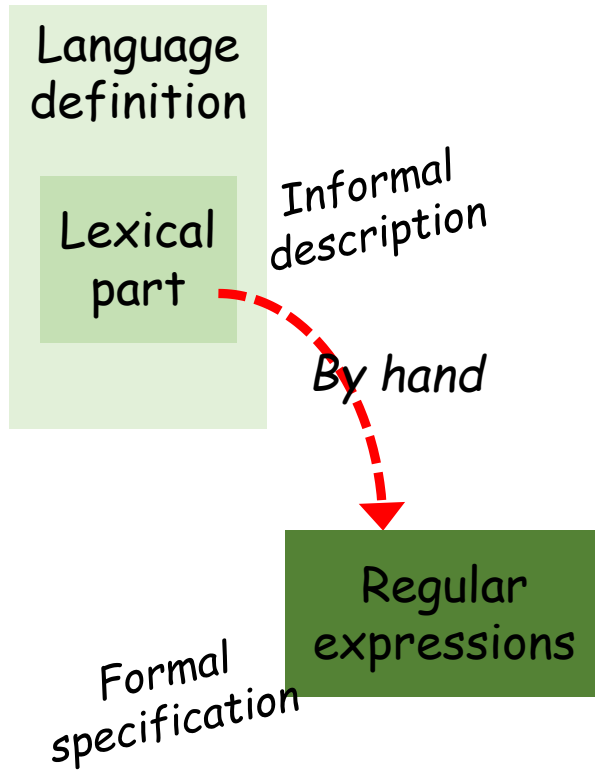 Language
definition
Lexical
part
Informal
description
By hand
Regular
expressions
Formal
specification